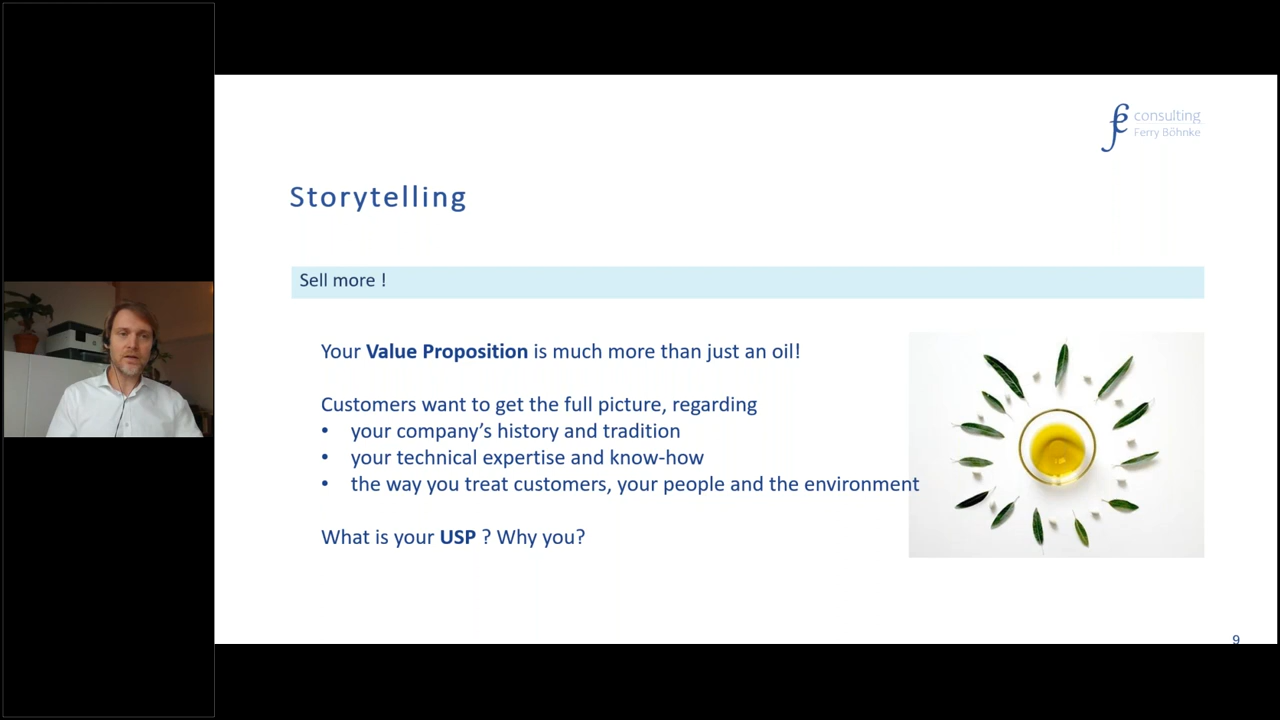 consulting
Ferry Böhnke
Storytelling
Sell more !
Your Value Proposition is much more than just an oil!
Customers want to get the full picture, regarding
• your company’s history and tradition
• your technical expertise and know-how
• the way you treat customers, your people and the environment
What is your USP ? Why you?
9